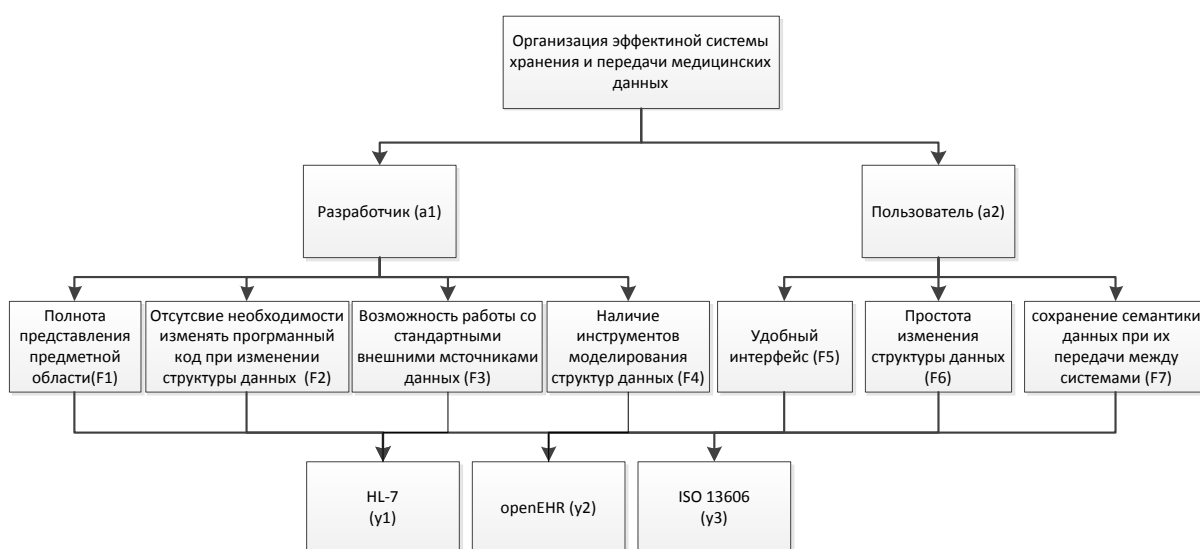 Организация эффектиной системы
хранения и передачи медицинских
данных
Разработчик (a1)
Пользователь (a2)
Полнота
представления
предметной
области(F1)
Отсутсвие необходимости
изменять програманный
код при изменении
структуры данных (F2)
Возможность работы со
стандартными
внешними мсточниками
данных (F3)
Наличие
инструментов
моделирования
структур данных (F4)
Удобный
интерфейс (F5)
Простота
изменения
структуры данных
(F6)
сохранение семантики
данных при их
передачи между
системами (F7)
HL-7
(y1)
openEHR (y2)
ISO 13606
(y3)